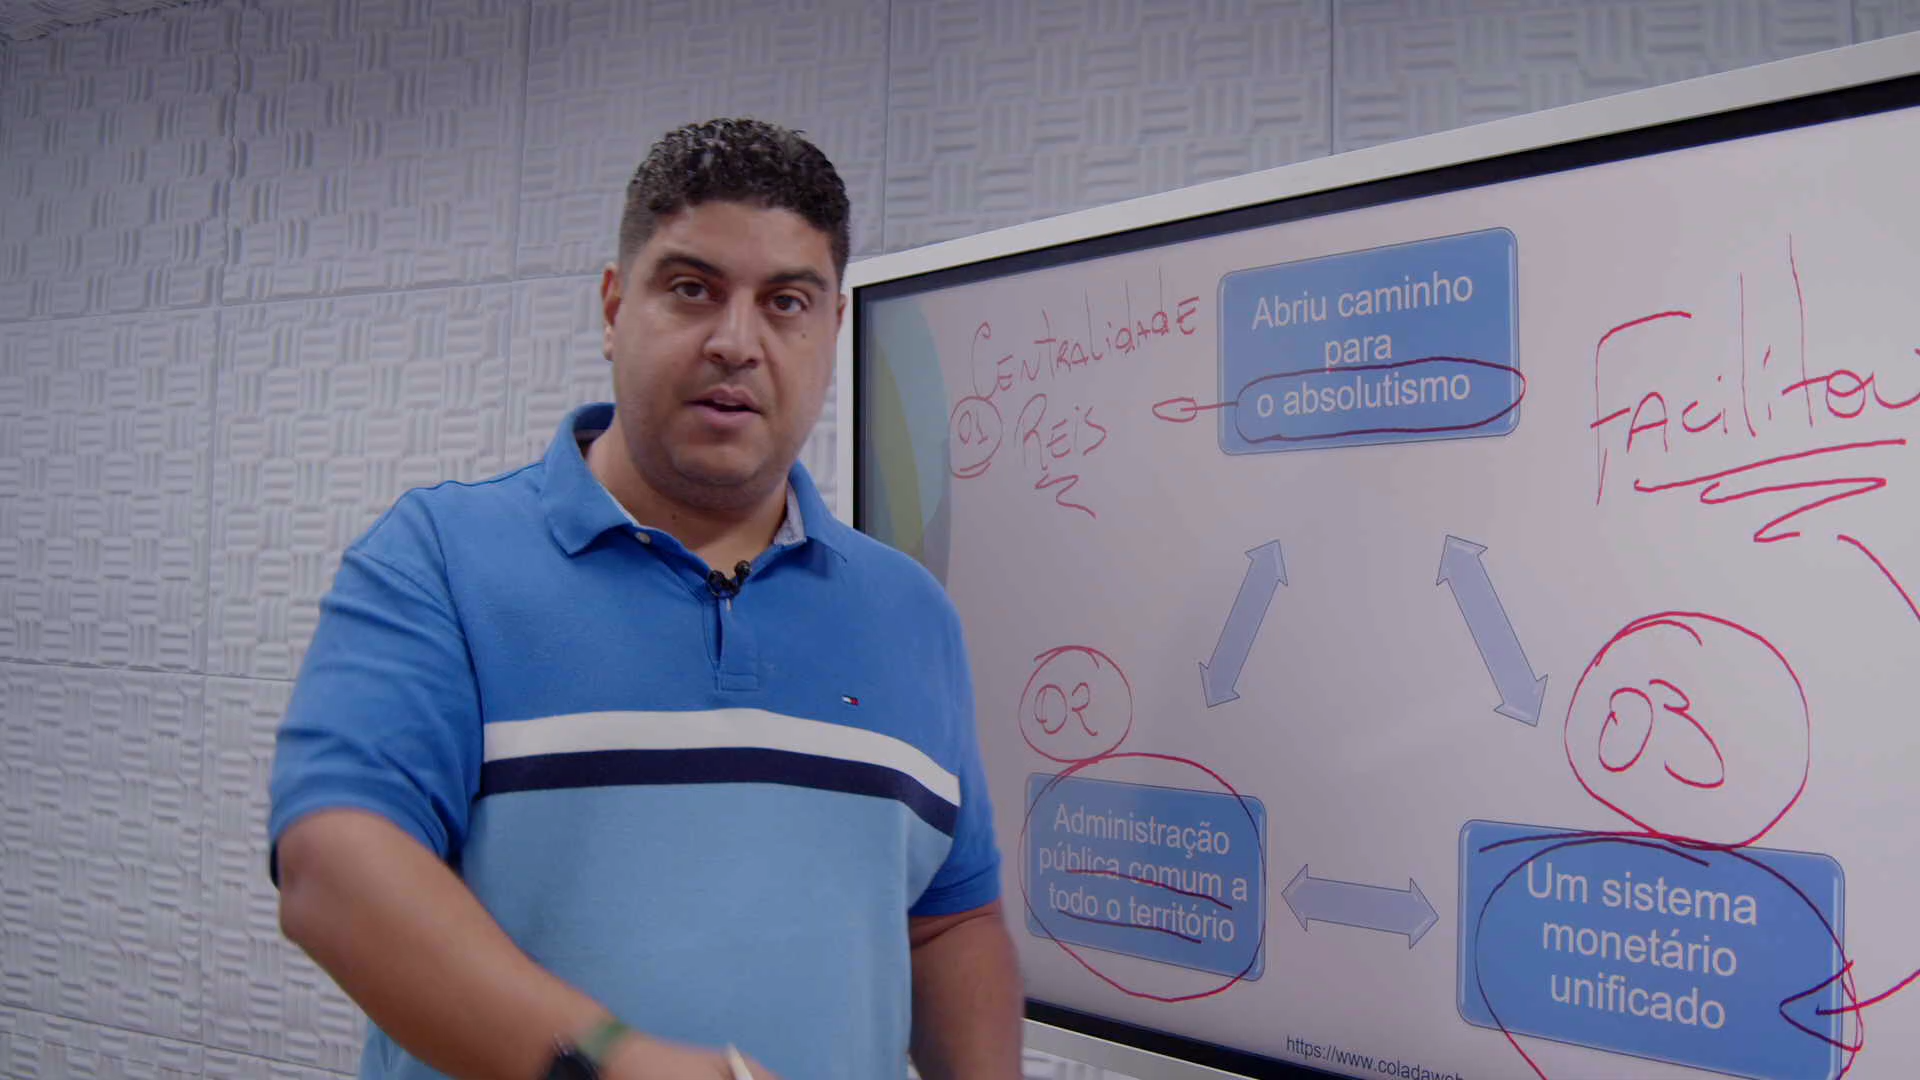 CENTRALIdAdE
01 REIS
Abriu caminho
para
o absolutismo
FACiliTou
02
03
Administração
pública comum a
todo o território
Um sistema
monetário
unificado
https://www.coladaweb